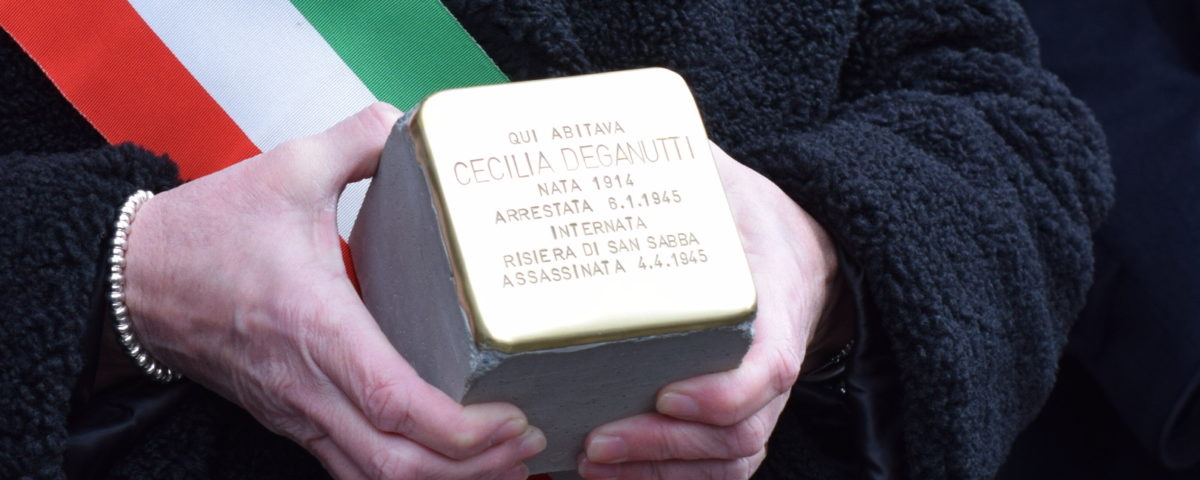 QUI ABITAVA
CECILIA DEGANUTTI
NATA 1914
ARRESTATA 6.1.1945
INTERNATA
RISIERA DI SAN SABBA
ASSASSINATA 4.4.1945